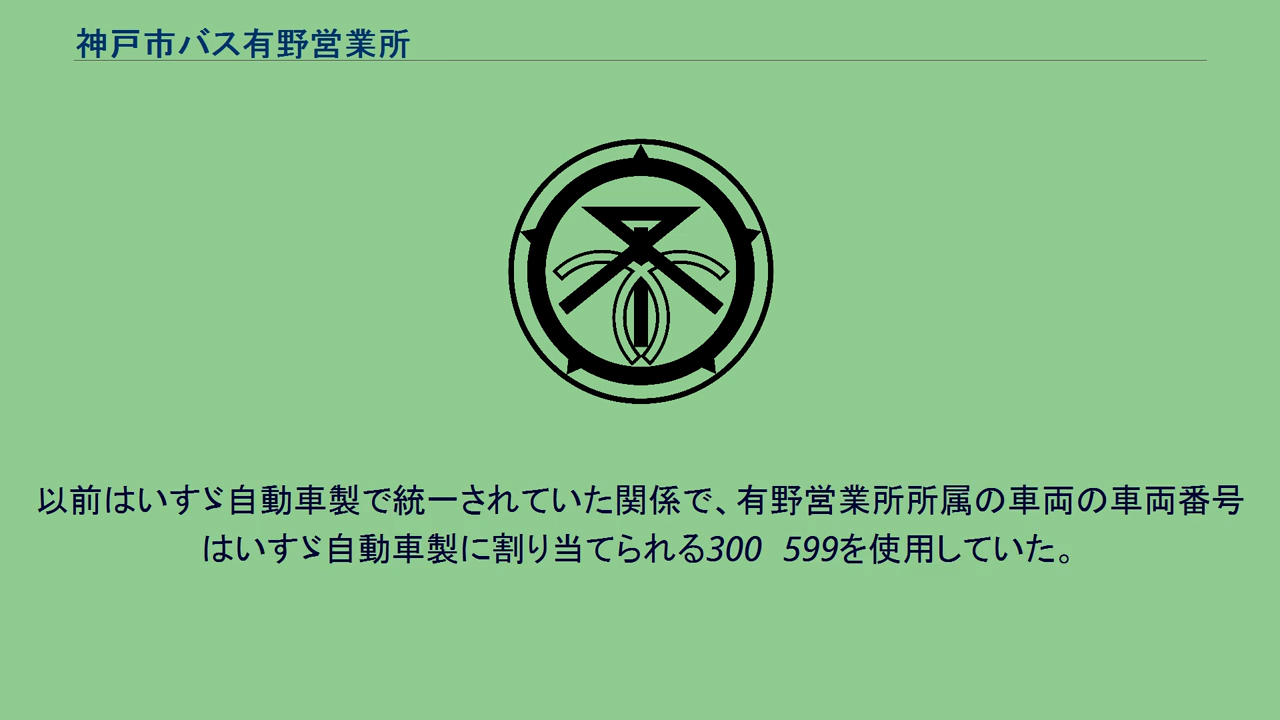 神戸市バス有野営業所
以前はいすゞ自動車製で統一されていた関係で、有野営業所所属の車両の車両番号
はいすゞ自動車製に割り当てられる300 599を使用していた。